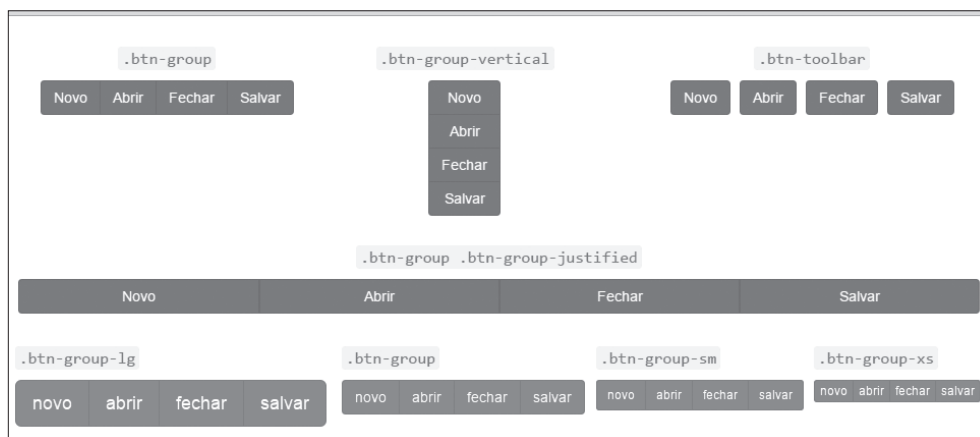 .btn-group
Novo Abrir Fechar Salvar
.btn-group-vertical
Novo
Abrir
Fechar
Salvar
.btn-toolbar
Novo Abrir Fechar Salvar
.btn-group .btn-group-justified
Novo Abrir Fechar Salvar
.btn-group-lg
novo abrir fechar salvar
.btn-group
novo abrir fechar salvar
.btn-group-sm
novo abrir fechar salvar
.btn-group-xs
novo abrir fechar salvar